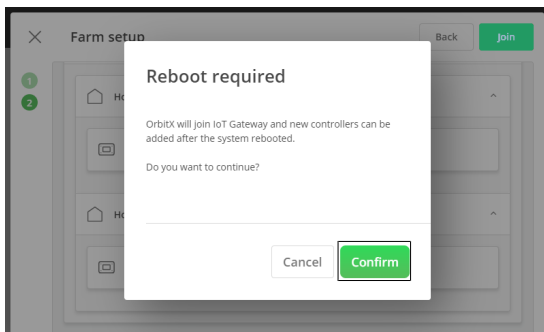 Farm setup
Back
Join
1
2
Reboot required
OrbitX will join IoT Gateway and new controllers can be
added after the system rebooted.
Do you want to continue?
Cancel
Confirm